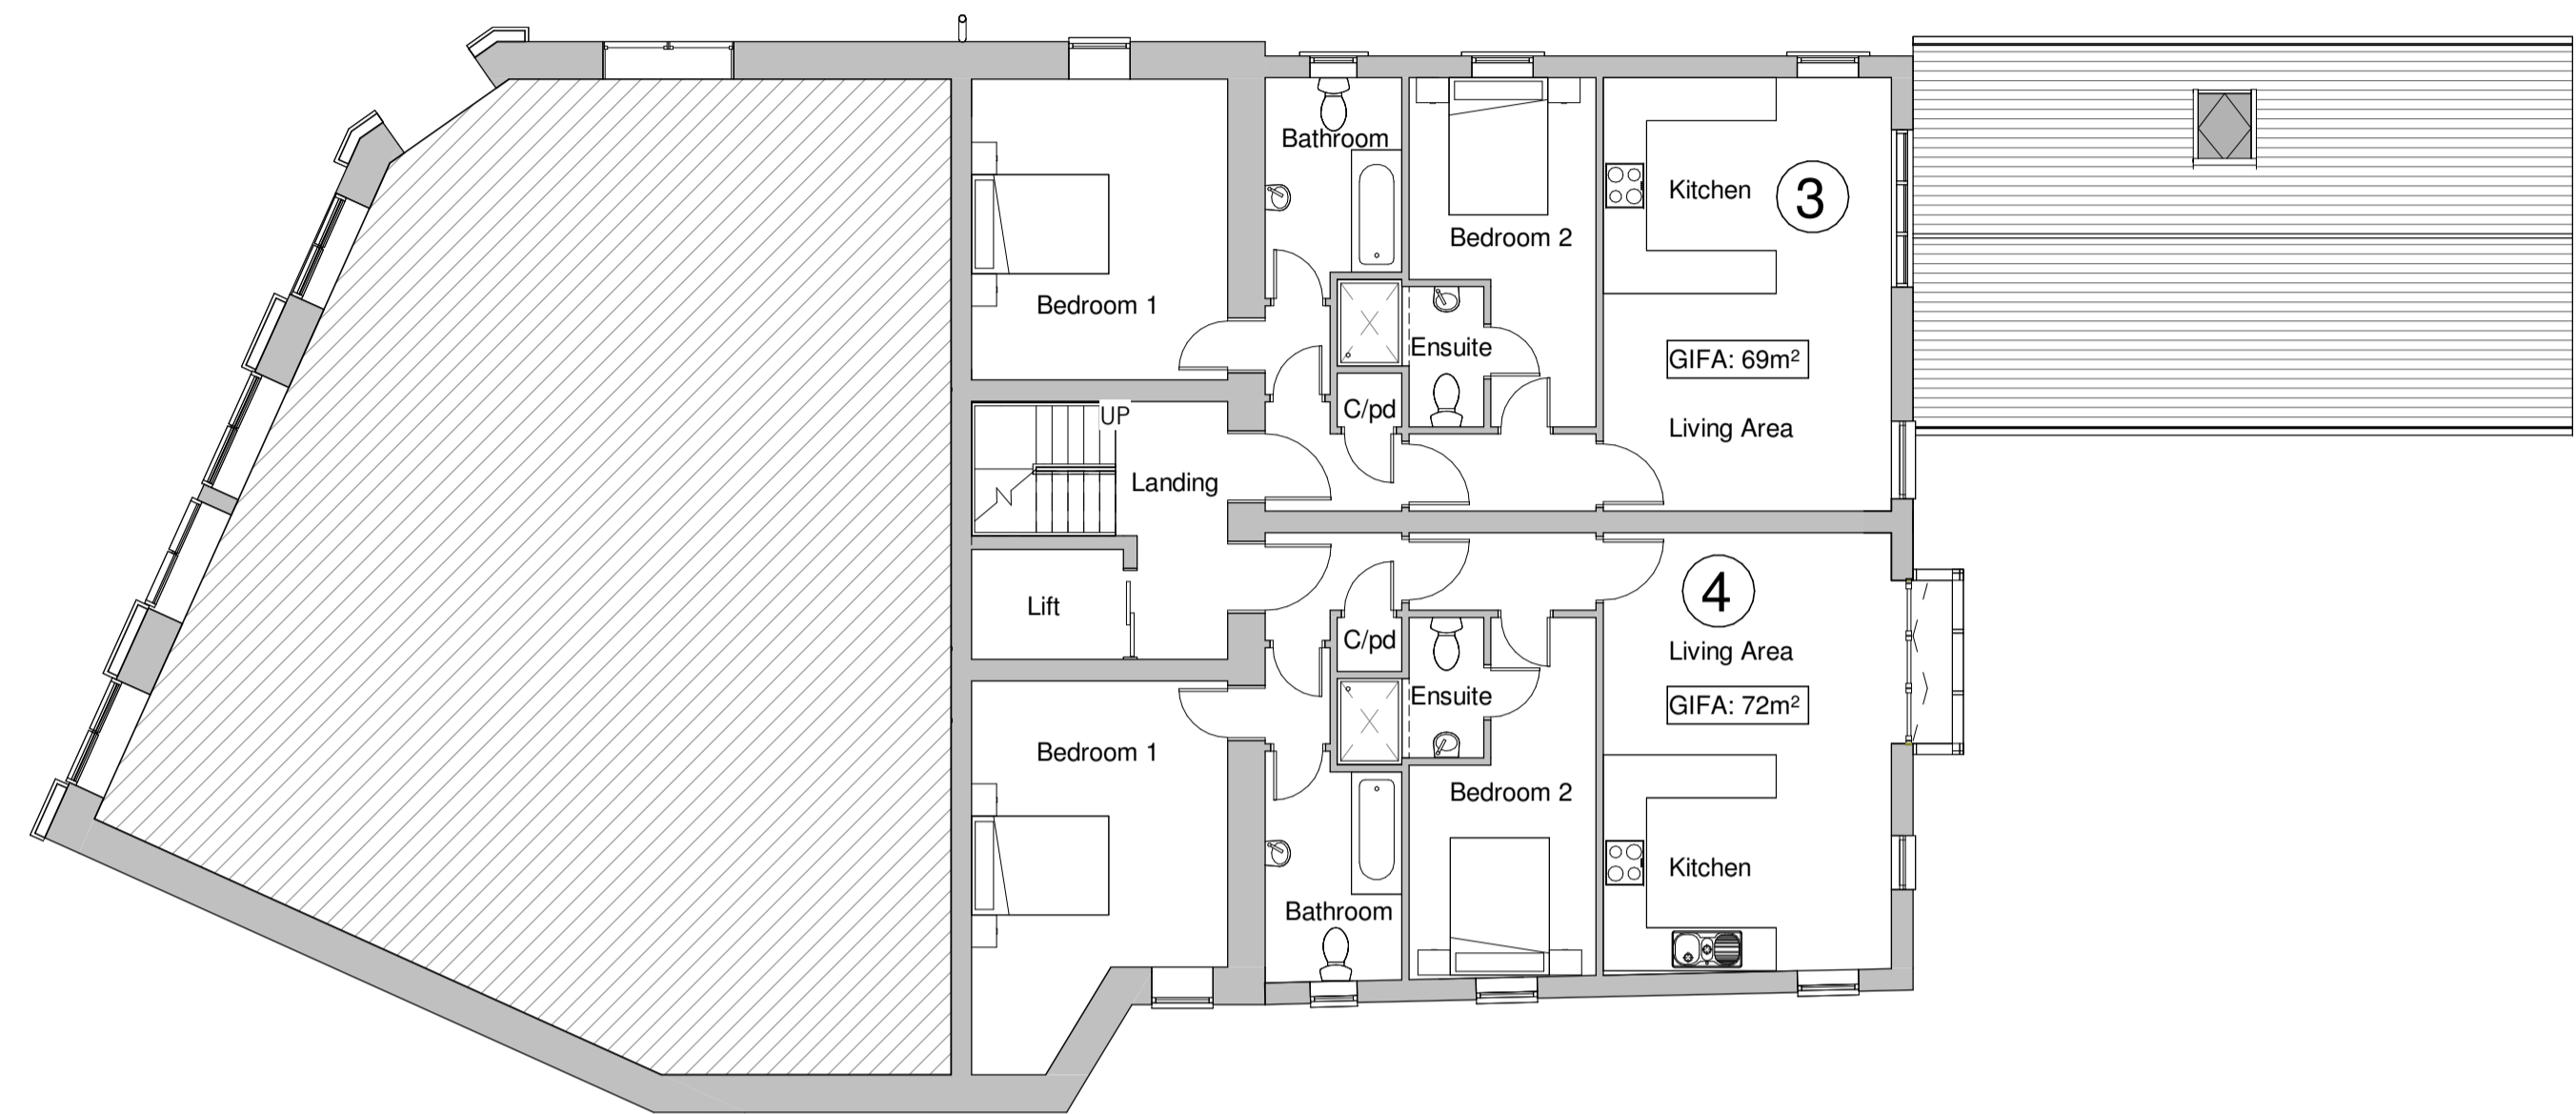 Bathroom
Bedroom 2
Kitchen
3
Bedroom 1
Ensuite
GIFA: 69m²
C/pd
UP
Living Area
Landing
Lift
4
C/pd
Living Area
Ensuite
GIFA: 72m²
Bedroom 1
Bedroom 2
Kitchen
Bathroom